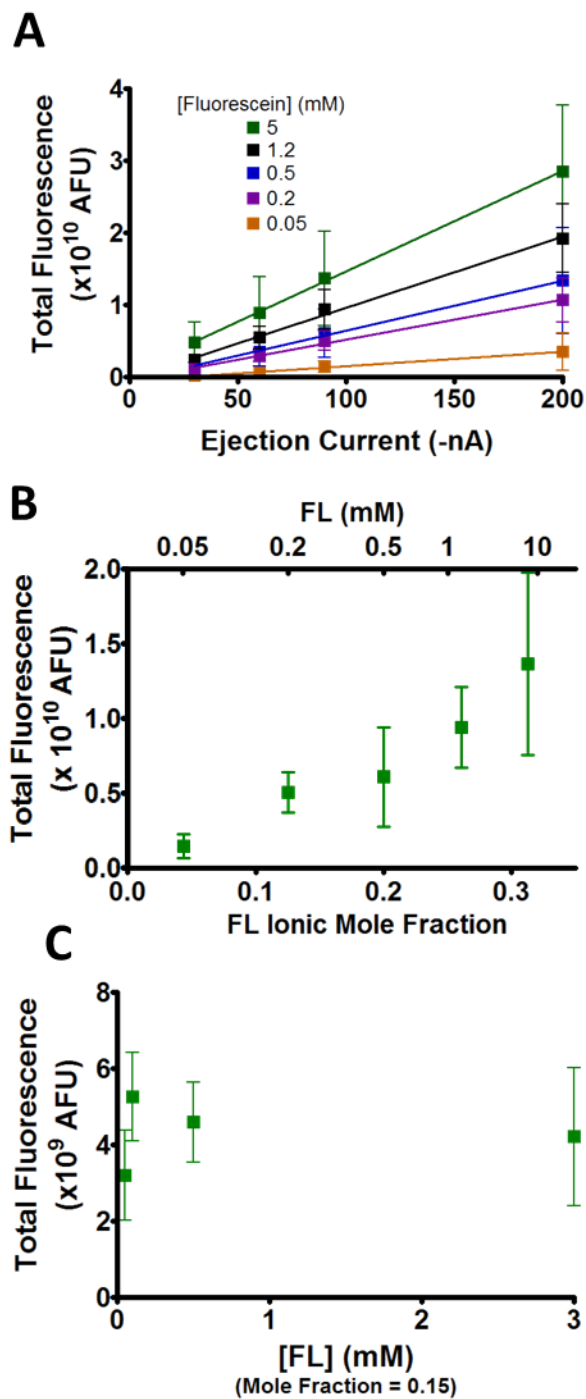 A
Total Fluorescence
(x10¹⁰ AFU)
4
3
2
1
0
[Fluorescein] (mM)
5
1.2
0.5
0.2
0.05
0 50 100 150 200
Ejection Current (-nA)
B
FL (mM)
0.05 0.2 0.5 1 10
Total Fluorescence
(x 10¹⁰ AFU)
2.0
1.5
1.0
0.5
0.0
0.0 0.1 0.2 0.3
FL Ionic Mole Fraction
C
Total Fluorescence
(x10⁹ AFU)
8
6
4
2
0
0 1 2 3
[FL] (mM)
(Mole Fraction = 0.15)